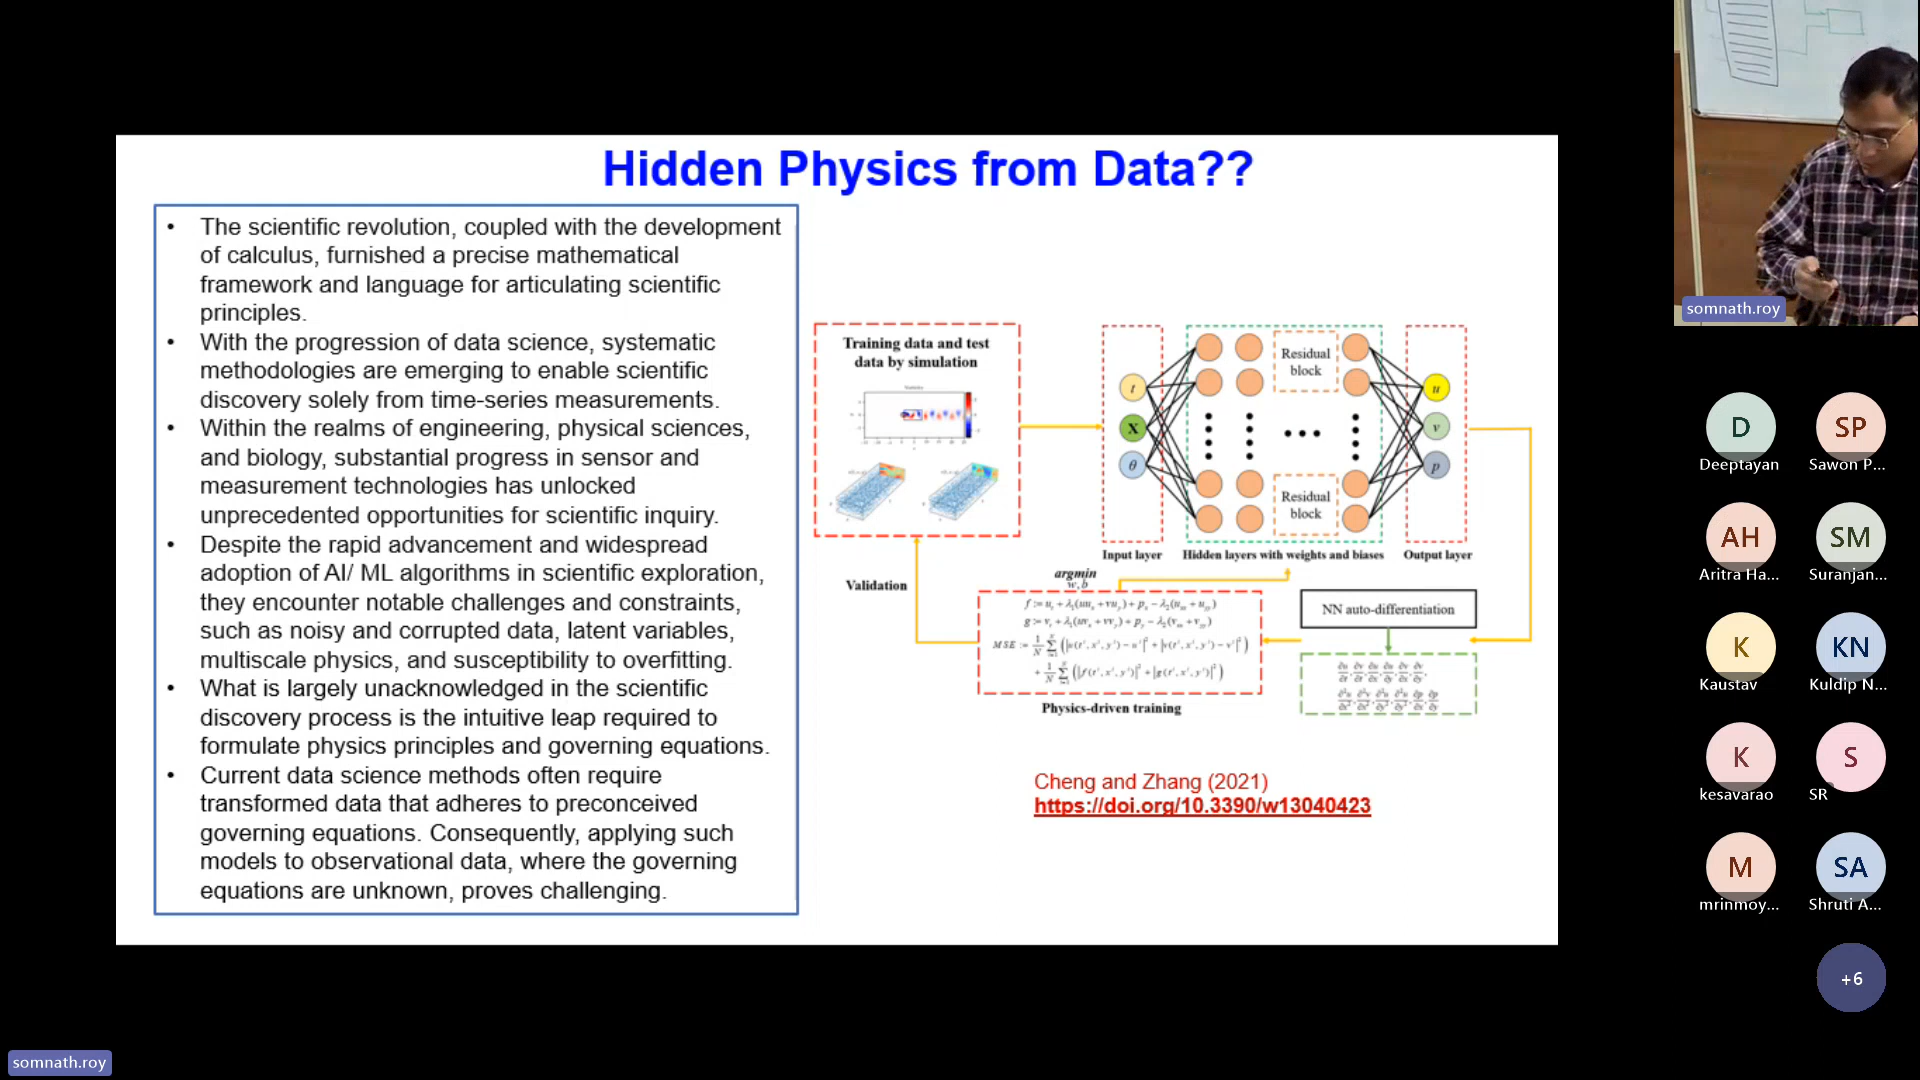 Hidden Physics from Data??
• The scientific revolution, coupled with the development
of calculus, furnished a precise mathematical
framework and language for articulating scientific
principles.
• With the progression of data science, systematic
methodologies are emerging to enable scientific
discovery solely from time-series measurements.
• Within the realms of engineering, physical sciences,
and biology, substantial progress in sensor and
measurement technologies has unlocked
unprecedented opportunities for scientific inquiry.
• Despite the rapid advancement and widespread
adoption of AI/ ML algorithms in scientific exploration,
they encounter notable challenges and constraints,
such as noisy and corrupted data, latent variables,
multiscale physics, and susceptibility to overfitting.
• What is largely unacknowledged in the scientific
discovery process is the intuitive leap required to
formulate physics principles and governing equations.
• Current data science methods often require
transformed data that adheres to preconceived
governing equations. Consequently, applying such
models to observational data, where the governing
equations are unknown, proves challenging.
Training data and test
data by simulation
Residual
block
t
X
θ
u
v
p
Residual
block
Input layer
Hidden layers with weights and biases
Output layer
Validation
argmin
w,b
NN auto-differentiation
Physics-driven training
Cheng and Zhang (2021)
https://doi.org/10.3390/w13040423
somnath.roy
D
Deeptayan
SP
Sawon P...
AH
Aritra Ha...
SM
Suranjan...
K
Kaustav
KN
Kuldip N...
K
kesavarao
S
SR
M
mrinmoy...
SA
Shruti A...
+6
somnath.roy